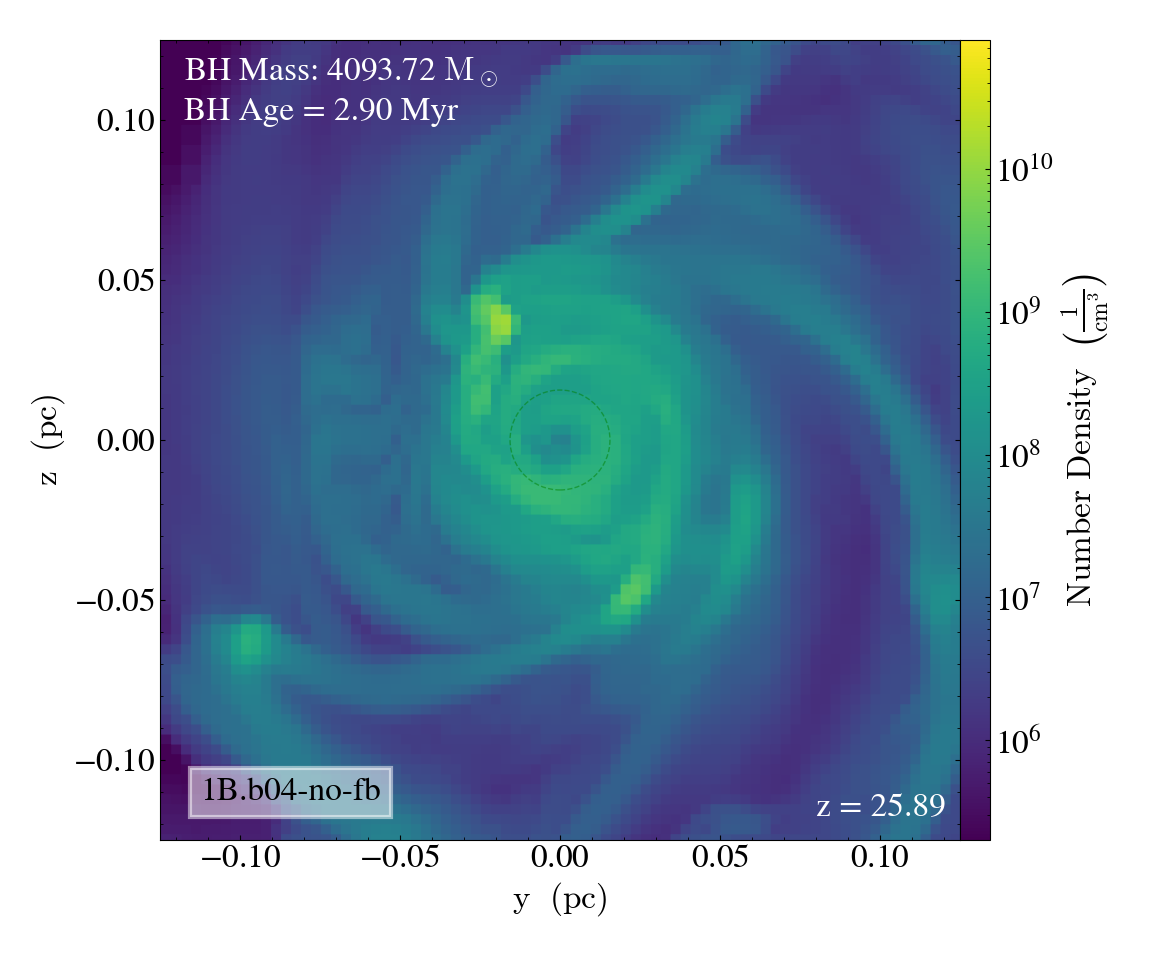 BH Mass: 4093.72 M⊙
BH Age = 2.90 Myr
0.10
0.05
0.00
−0.05
−0.10
z (pc)
1B.b04-no-fb
z = 25.89
−0.10 −0.05 0.00 0.05 0.10
y (pc)
10¹⁰
10⁹
10⁸
10⁷
10⁶
Number Density (1/cm³)